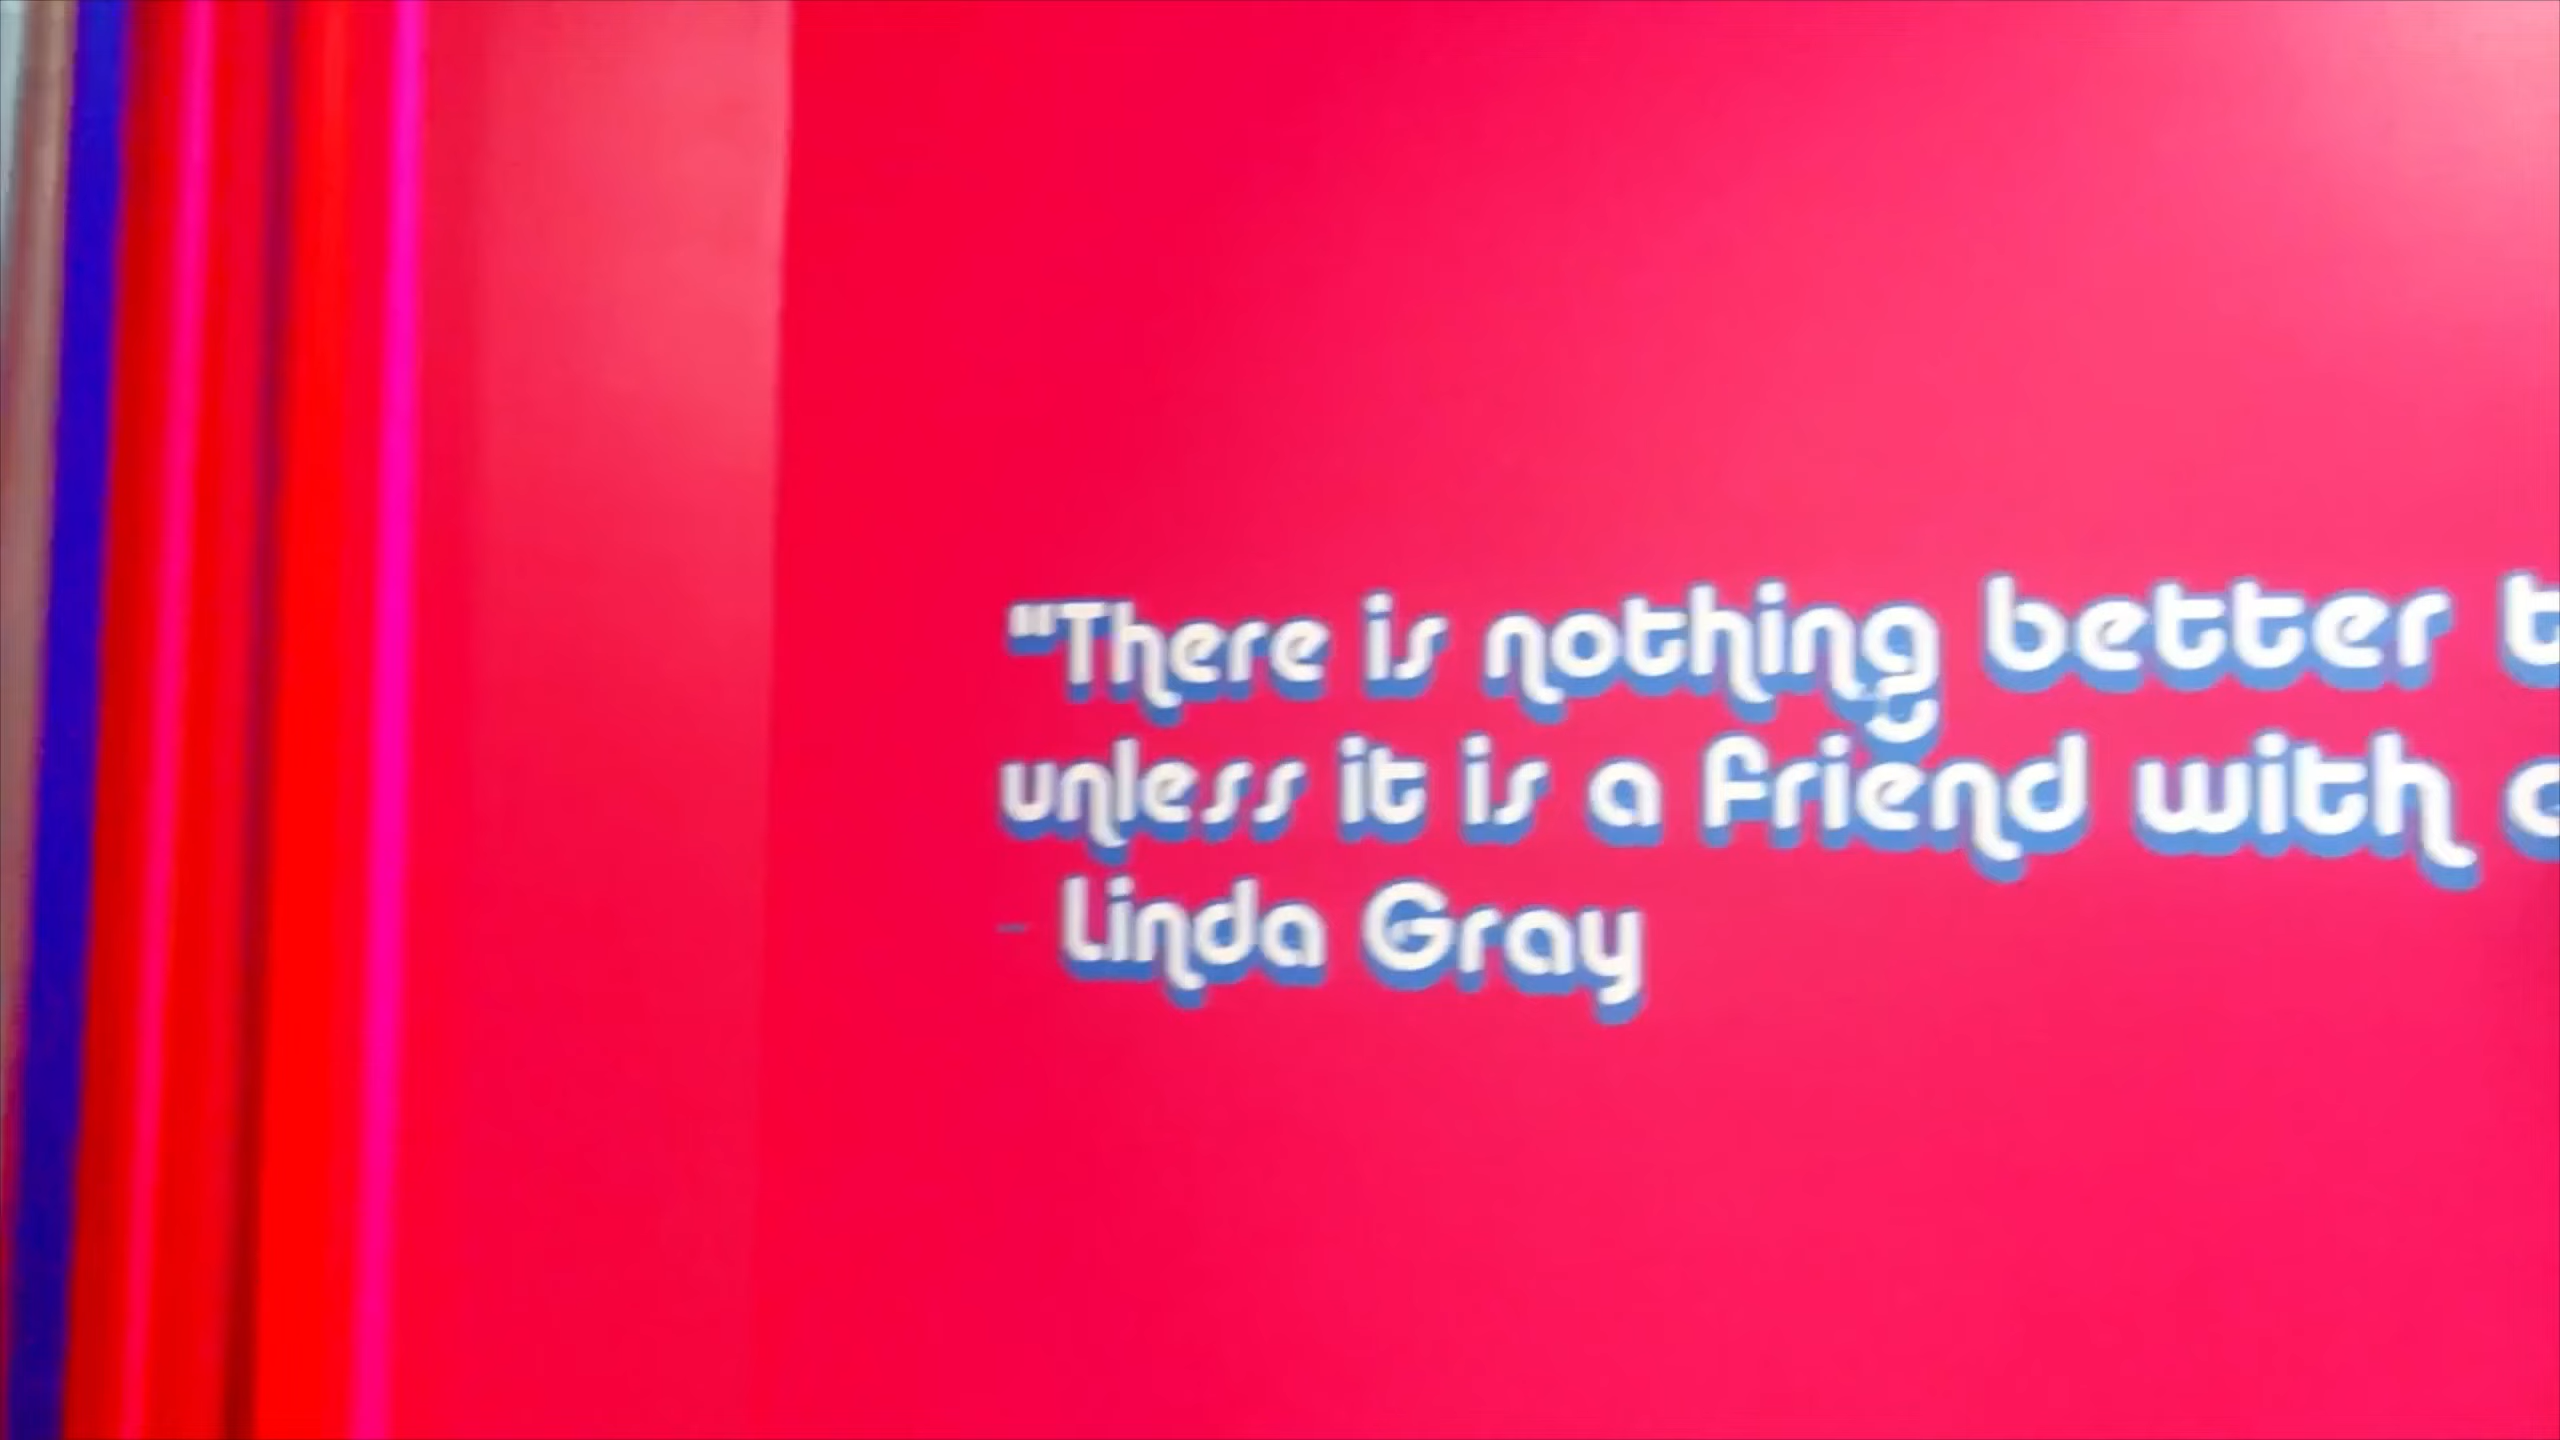 "There is nothing better t
unless it is a friend with
- Linda Gray